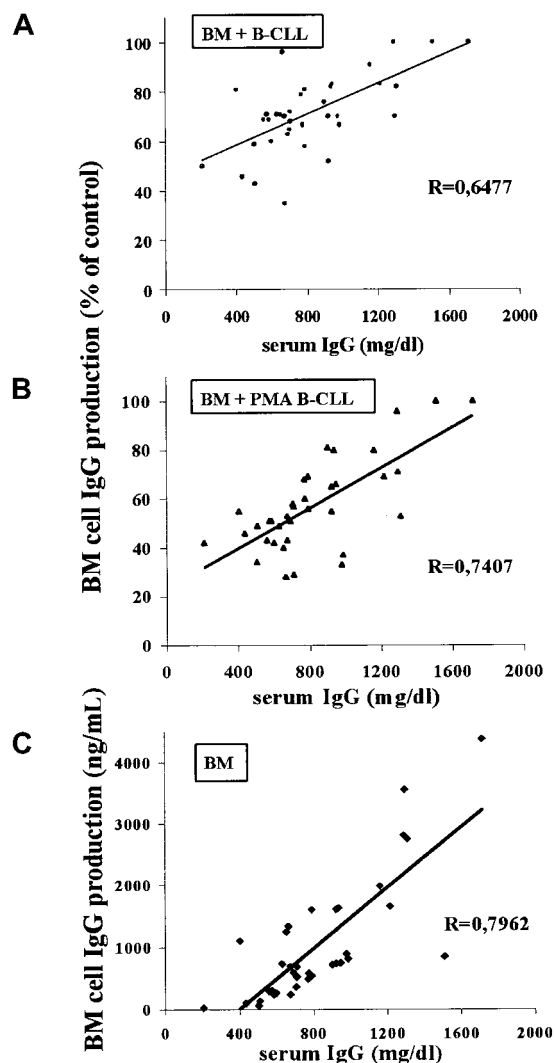 A
BM + B-CLL
100
80
60
40
20
0
R=0,6477
400 800 1200 1600 2000
serum IgG (mg/dl)
BM cell IgG production (% of control)
B
BM + PMA B-CLL
100
80
60
40
20
0
R=0,7407
0 400 800 1200 1600 2000
serum IgG (mg/dl)
C
BM
BM cell IgG production (ng/mL)
4000
3000
2000
1000
0
R=0,7962
0 400 800 1200 1600 2000
serum IgG (mg/dl)